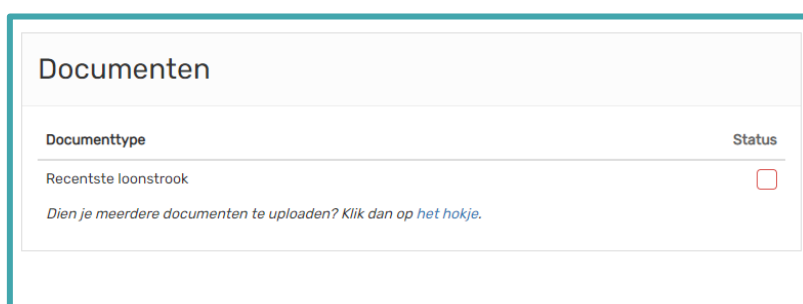 Documenten
Documenttype Status
Recentste loonstrook
Dien je meerdere documenten te uploaden? Klik dan op het hokje.